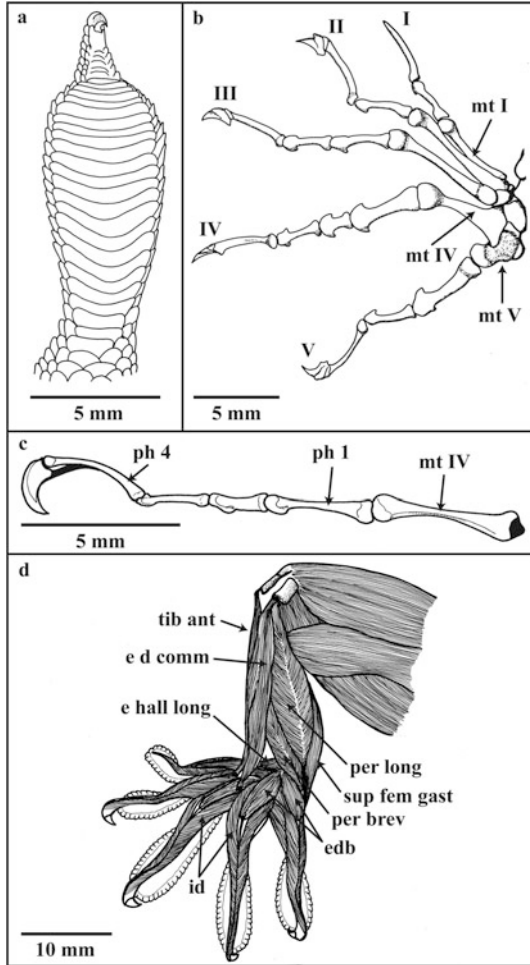 a
5 mm
b
I
II
III
mt I
IV
mt IV
mt V
V
5 mm
c
ph 4
ph 1
mt IV
5 mm
d
tib ant
e d comm
e hall long
per long
sup fem gast
per brev
edb
id
10 mm